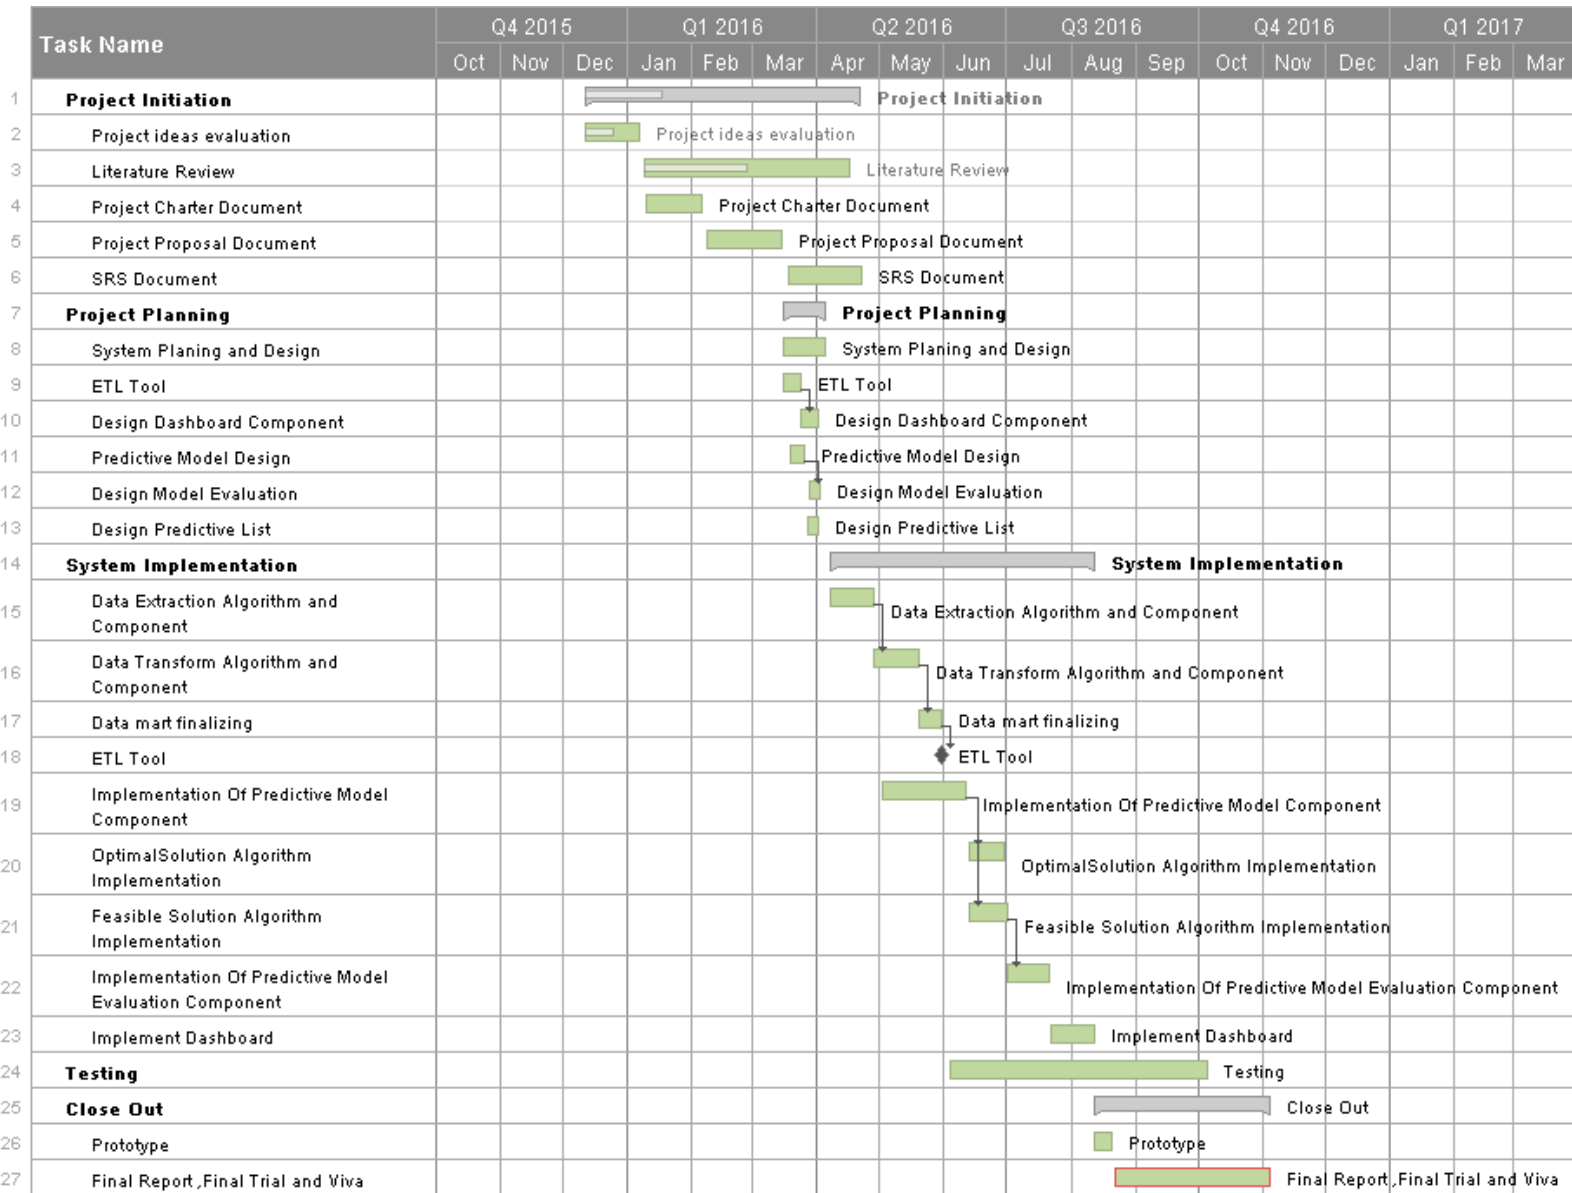 Task Name
Q4 2015 Q1 2016 Q2 2016 Q3 2016 Q4 2016 Q1 2017
Oct Nov Dec Jan Feb Mar Apr May Jun Jul Aug Sep Oct Nov Dec Jan Feb Mar
1 Project Initiation Project Initiation
2 Project ideas evaluation Project ideas evaluation
3 Literature Review Literature Review
4 Project Charter Document Project Charter Document
5 Project Proposal Document Project Proposal Document
6 SRS Document SRS Document
7 Project Planning Project Planning
8 System Planing and Design System Planing and Design
9 ETL Tool ETL Tool
10 Design Dashboard Component Design Dashboard Component
11 Predictive Model Design Predictive Model Design
12 Design Model Evaluation Design Model Evaluation
13 Design Predictive List Design Predictive List
14 System Implementation System Implementation
15 Data Extraction Algorithm and
Component
Data Extraction Algorithm and Component
16 Data Transform Algorithm and
Component
Data Transform Algorithm and Component
17 Data mart finalizing Data mart finalizing
18 ETL Tool ETL Tool
19 Implementation Of Predictive Model
Component
Implementation Of Predictive Model Component
20 OptimalSolution Algorithm
Implementation
OptimalSolution Algorithm Implementation
21 Feasible Solution Algorithm
Implementation
Feasible Solution Algorithm Implementation
22 Implementation Of Predictive Model
Evaluation Component
Implementation Of Predictive Model Evaluation Component
23 Implement Dashboard Implement Dashboard
24 Testing Testing
25 Close Out Close Out
26 Prototype Prototype
27 Final Report,Final Trial and Viva Final Report,Final Trial and Viva